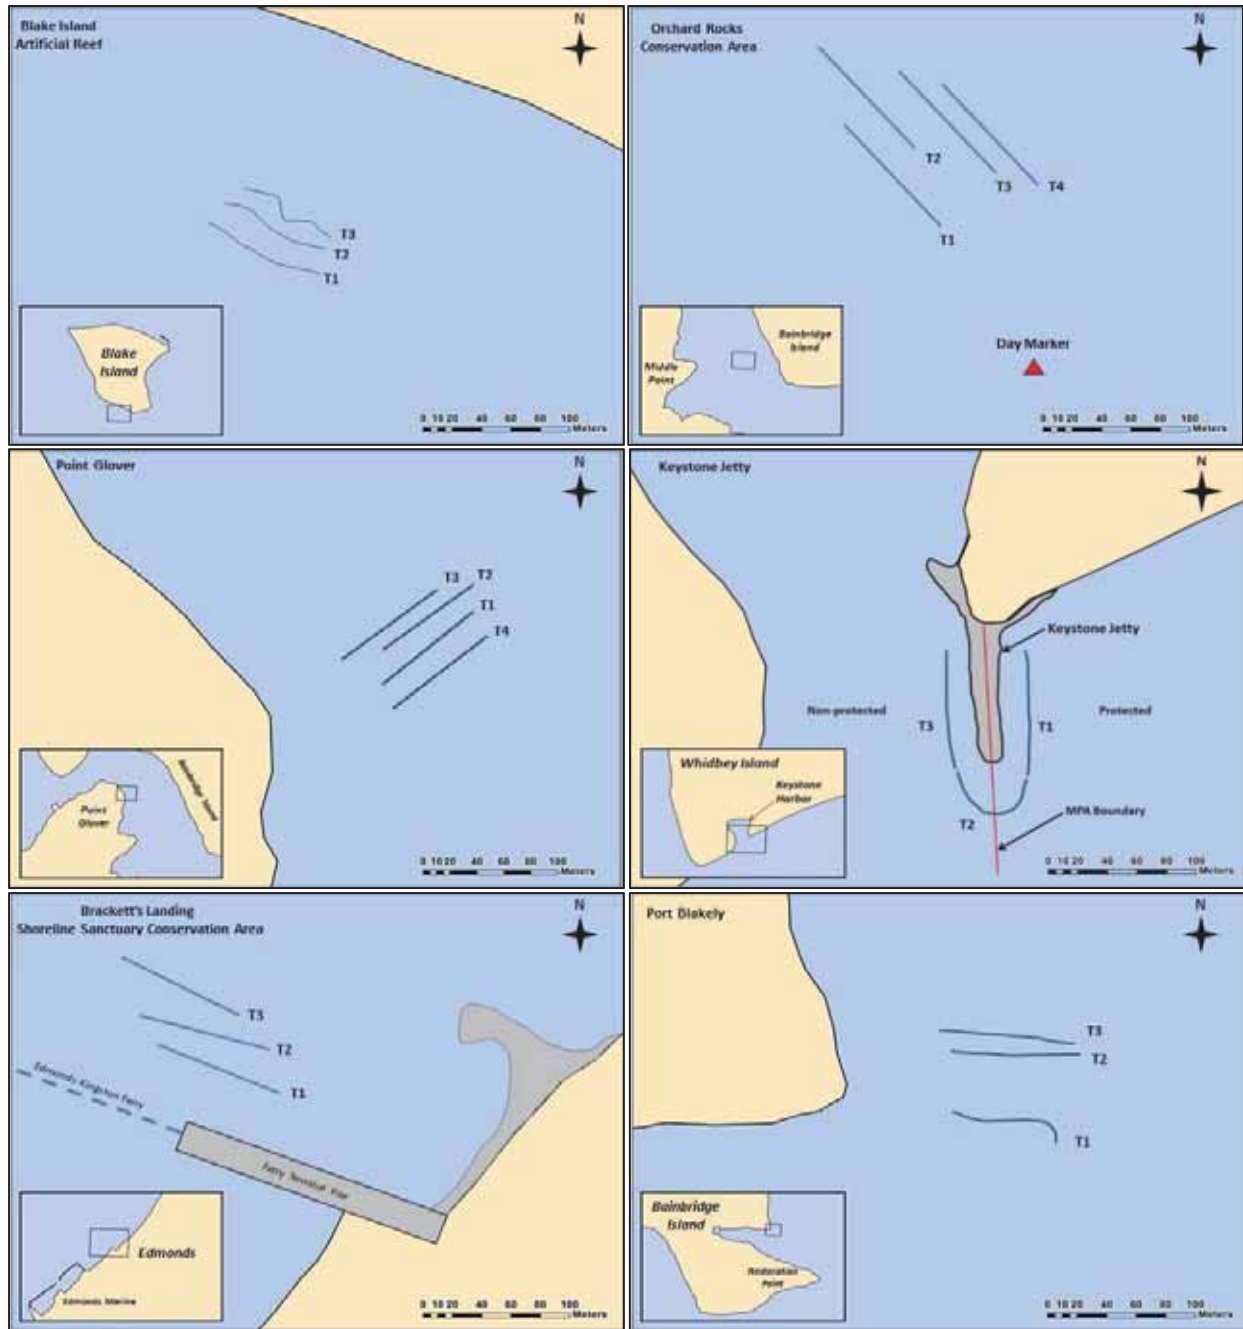 Blake Island
Artificial Reef
N
T3
T2
T1
Blake
Island
0 10 20 40 60 80 100
Meters
Orchard Rocks
Conservation Area
N
T2
T3
T4
T1
Day Marker
Bainbridge
Island
Middle
Point
0 10 20 40 60 80 100
Meters
Point Glover
N
T3
T2
T1
T4
Bainbridge Island
Point
Glover
0 10 20 40 60 80 100
Meters
Keystone Jetty
N
Keystone Jetty
Non-protected
T3
T1
Protected
Whidbey Island
Keystone
Harbor
T2
MPA Boundary
0 10 20 40 60 80 100
Meters
Brackett's Landing
Shoreline Sanctuary Conservation Area
N
T3
T2
T1
Edmonds-Kingston Ferry
Ferry Terminal Pier
Edmonds
Edmonds Marina
0 10 20 40 60 80 100
Meters
Port Blakely
N
T3
T2
T1
Bainbridge
Island
Restoration
Point
0 10 20 40 60 80 100
Meters